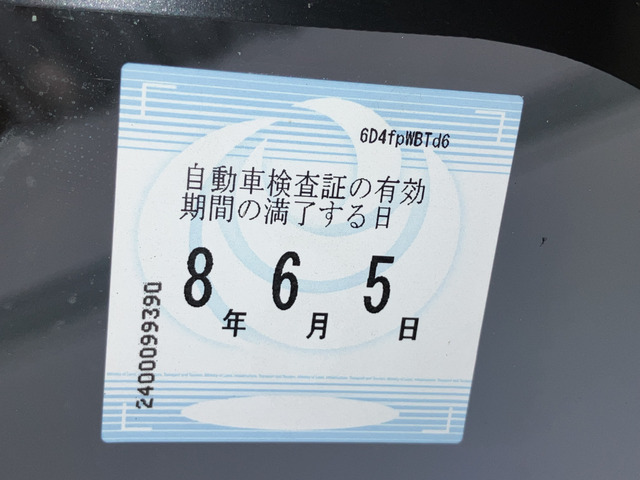 6D4fpWBTd6
自動車検査証の有効
期間の満了する日
8年 6月 5日
2400099390